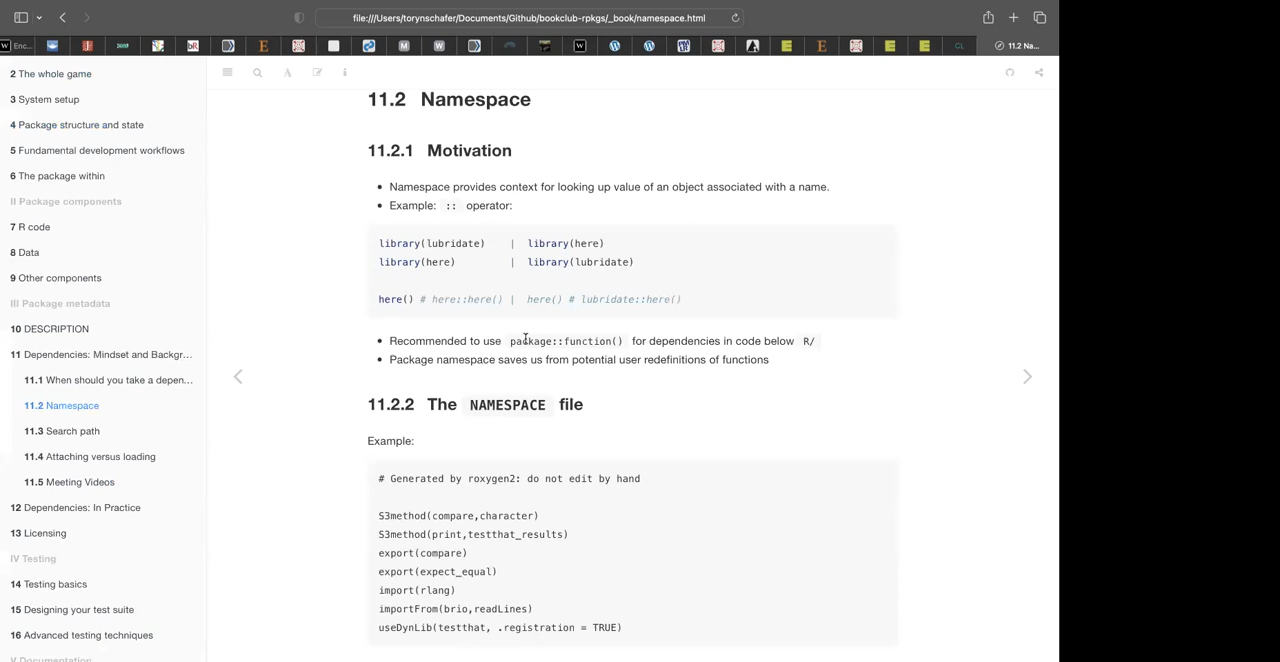 file:///Users/torynschafer/Documents/Github/bookclub-rpkgs/_book/namespace.html
W Enc...
bR
E
M
W
W
E
E
E
E
CL
11.2 Na...
2 The whole game
3 System setup
4 Package structure and state
5 Fundamental development workflows
6 The package within
II Package components
7 R code
8 Data
9 Other components
III Package metadata
10 DESCRIPTION
11 Dependencies: Mindset and Backgr...
11.1 When should you take a depen...
11.2 Namespace
11.3 Search path
11.4 Attaching versus loading
11.5 Meeting Videos
12 Dependencies: In Practice
13 Licensing
IV Testing
14 Testing basics
15 Designing your test suite
16 Advanced testing techniques
V Documentation
11.2 Namespace
11.2.1 Motivation
• Namespace provides context for looking up value of an object associated with a name.
• Example: :: operator:
library(lubridate) | library(here)
library(here) | library(lubridate)
here() # here::here() | here() # lubridate::here()
• Recommended to use package::function() for dependencies in code below R/
• Package namespace saves us from potential user redefinitions of functions
11.2.2 The NAMESPACE file
Example:
# Generated by roxygen2: do not edit by hand
S3method(compare,character)
S3method(print,testthat_results)
export(compare)
export(expect_equal)
import(rlang)
importFrom(brio,readLines)
useDynLib(testthat, .registration = TRUE)